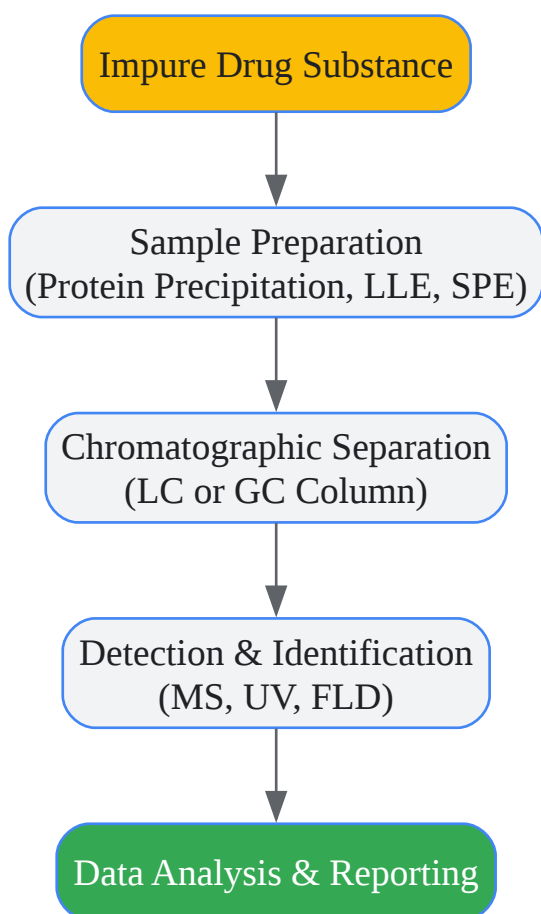 Impure Drug Substance
Sample Preparation
(Protein Precipitation, LLE, SPE)
Chromatographic Separation
(LC or GC Column)
Detection & Identification
(MS, UV, FLD)
Data Analysis & Reporting